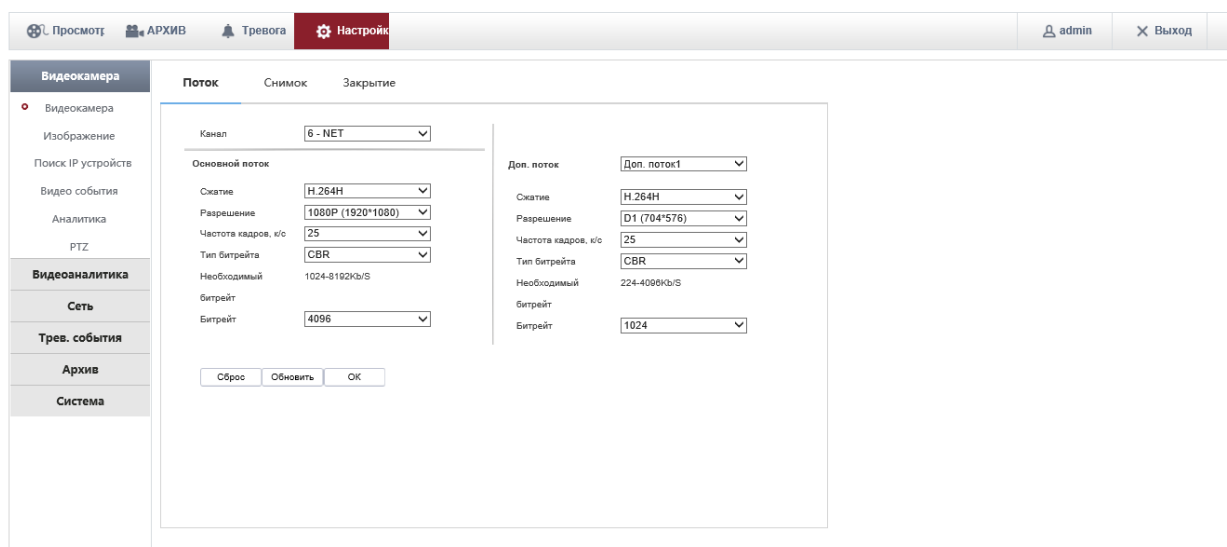 Просмотр АРХИВ Тревога Настройк admin Выход
Видеокамера
Видеокамера
Изображение
Поиск IP устройств
Видео события
Аналитика
PTZ
Видеоаналитика
Сеть
Трев. события
Архив
Система
Поток Снимок Закрытие
Канал 6 - NET
Основной поток
Сжатие H.264H
Разрешение 1080P (1920*1080)
Частота кадров, к/с 25
Тип битрейта CBR
Необходимый 1024-8192Kb/S
битрейт
Битрейт 4096
Доп. поток Доп. поток1
Сжатие H.264H
Разрешение D1 (704*576)
Частота кадров, к/с 25
Тип битрейта CBR
Необходимый 224-4096Kb/S
битрейт
Битрейт 1024
Сброс Обновить OK